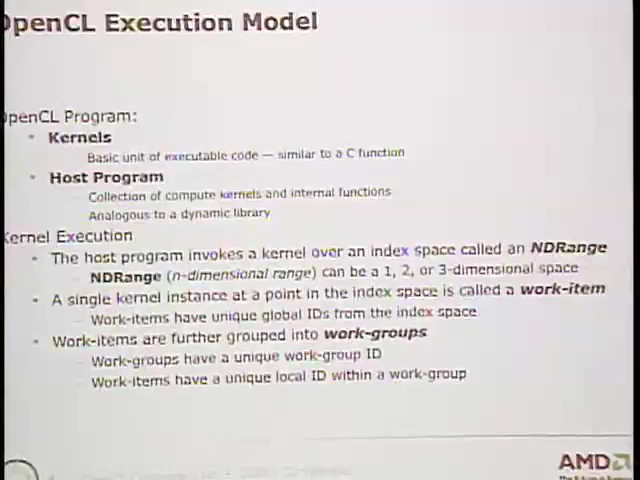 OpenCL Execution Model
OpenCL Program:
Kernels
Basic unit of executable code — similar to a C function
Host Program
Collection of compute kernels and internal functions
Analogous to a dynamic library
Kernel Execution
The host program invokes a kernel over an index space called an NDRange
NDRange (n-dimensional range) can be a 1, 2, or 3-dimensional space
A single kernel instance at a point in the index space is called a work-item
Work-items have unique global IDs from the index space
Work-items are further grouped into work-groups
Work-groups have a unique work-group ID
Work-items have a unique local ID within a work-group
AMD